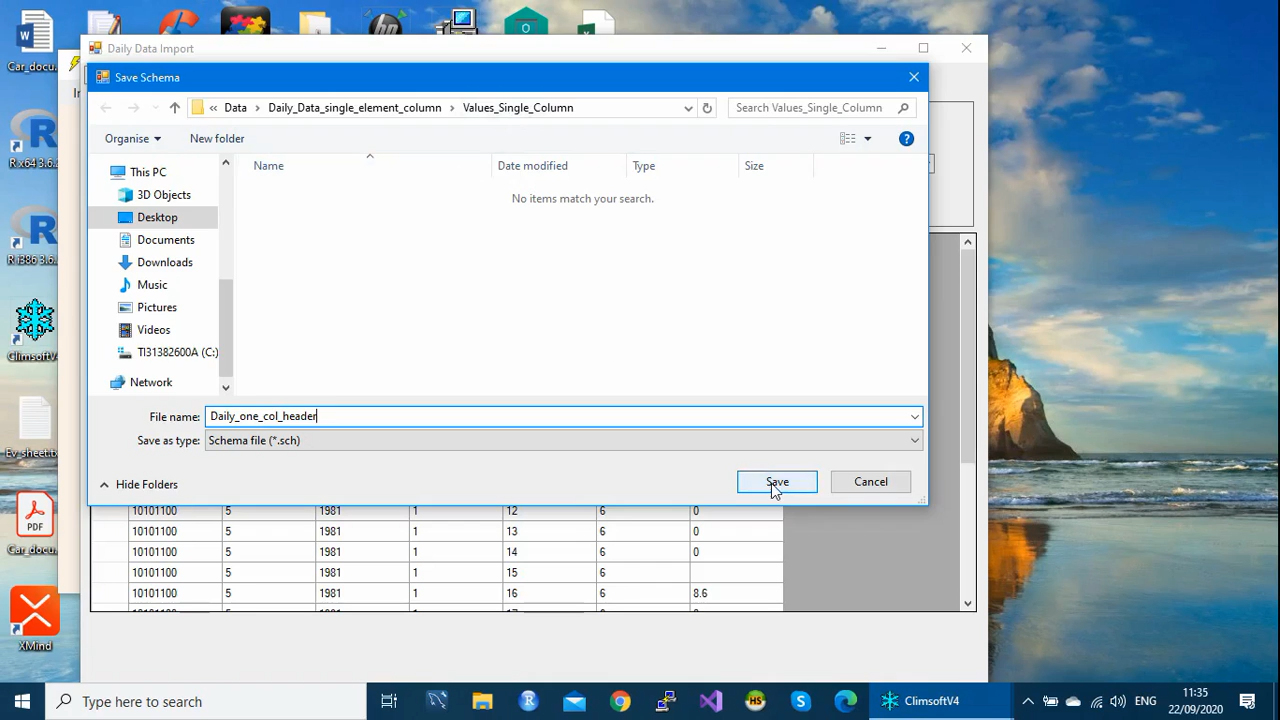 Daily Data Import
Save Schema
Data > Daily_Data_single_element_column > Values_Single_Column
Search Values_Single_Column
Organise
New folder
Name
Date modified
Type
Size
No items match your search.
This PC
3D Objects
Desktop
Documents
Downloads
Music
Pictures
Videos
TI31382600A (C:)
Network
File name: Daily_one_col_header
Save as type: Schema file (*.sch)
Hide Folders
Save
Cancel
10101100 5 1981 1 12 6 0
10101100 5 1981 1 13 6 0
10101100 5 1981 1 14 6 0
10101100 5 1981 1 15 6
10101100 5 1981 1 16 6 8.6
Car_docu...
R x64 3.6....
R i386 3.6....
ClimsoftV4
Ev_sheet.tx
PDF
Car_docu...
XMind
Type here to search
ClimsoftV4
ENG
11:35
22/09/2020